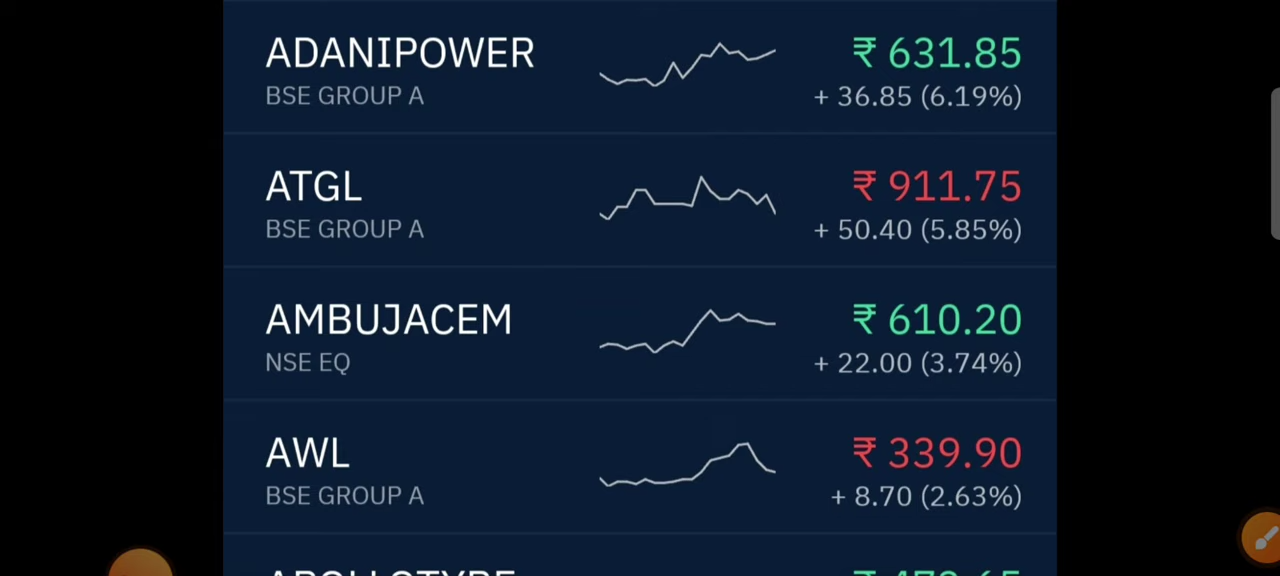 ADANIPOWER
₹ 631.85
BSE GROUP A
+ 36.85 (6.19%)
ATGL
₹ 911.75
BSE GROUP A
+ 50.40 (5.85%)
AMBUJACEM
₹ 610.20
NSE EQ
+ 22.00 (3.74%)
AWL
₹ 339.90
BSE GROUP A
+ 8.70 (2.63%)